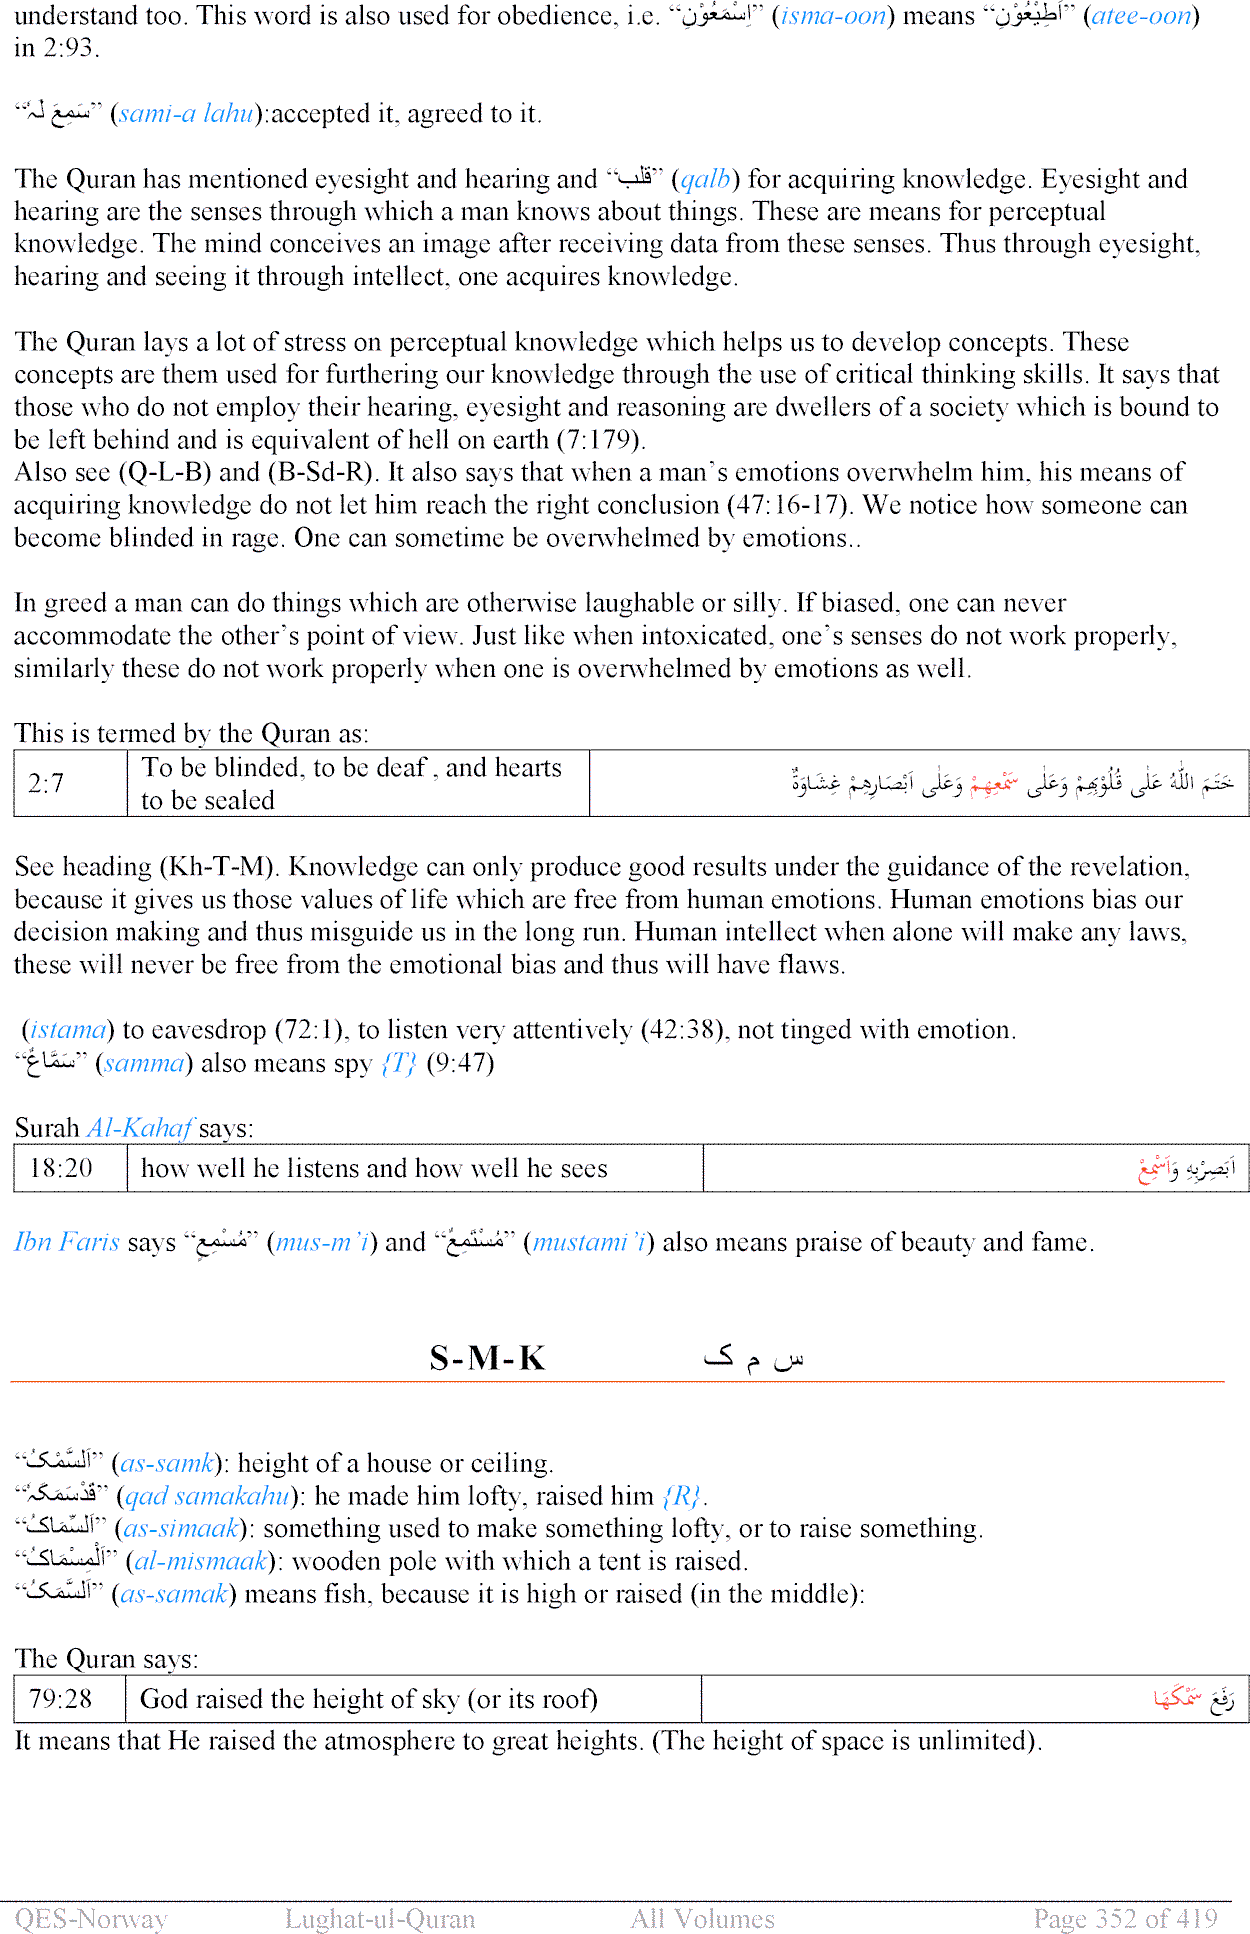 understand too. This word is also used for obedience, i.e. “اِسْمَعُوْنِ” (isma-oon) means “اَطِيْعُوْنِ” (atee-oon)
in 2:93.
“سَمِعَ لَہٗ” (sami-a lahu):accepted it, agreed to it.
The Quran has mentioned eyesight and hearing and “قَلْب” (qalb) for acquiring knowledge. Eyesight and
hearing are the senses through which a man knows about things. These are means for perceptual
knowledge. The mind conceives an image after receiving data from these senses. Thus through eyesight,
hearing and seeing it through intellect, one acquires knowledge.
The Quran lays a lot of stress on perceptual knowledge which helps us to develop concepts. These
concepts are them used for furthering our knowledge through the use of critical thinking skills. It says that
those who do not employ their hearing, eyesight and reasoning are dwellers of a society which is bound to
be left behind and is equivalent of hell on earth (7:179).
Also see (Q-L-B) and (B-Sd-R). It also says that when a man’s emotions overwhelm him, his means of
acquiring knowledge do not let him reach the right conclusion (47:16-17). We notice how someone can
become blinded in rage. One can sometime be overwhelmed by emotions..
In greed a man can do things which are otherwise laughable or silly. If biased, one can never
accommodate the other’s point of view. Just like when intoxicated, one’s senses do not work properly,
similarly these do not work properly when one is overwhelmed by emotions as well.
This is termed by the Quran as:
2:7 To be blinded, to be deaf , and hearts
to be sealed
خَتَمَ اللّٰهُ عَلٰى قُلُوْبِهِمْ وَعَلٰى سَمْعِهِمْ وَعَلٰى اَبْصَارِهِمْ غِشَاوَةٌ
See heading (Kh-T-M). Knowledge can only produce good results under the guidance of the revelation,
because it gives us those values of life which are free from human emotions. Human emotions bias our
decision making and thus misguide us in the long run. Human intellect when alone will make any laws,
these will never be free from the emotional bias and thus will have flaws.
(istama) to eavesdrop (72:1), to listen very attentively (42:38), not tinged with emotion.
“سَمَّاعٌ” (samma) also means spy {T} (9:47)
Surah Al-Kahaf says:
18:20 how well he listens and how well he sees اَبْصِرْبِهِ وَاَسْمِعْ
Ibn Faris says “مُسْمِعٍ” (mus-m’i) and “مُسْتَمِعٌ” (mustami’i) also means praise of beauty and fame.
S-M-K س م ک
“اَلسَّمْکُ” (as-samk): height of a house or ceiling.
“قَدْسَمَکَہٗ” (qad samakahu): he made him lofty, raised him {R}.
“اَلسِّمَاکُ” (as-simaak): something used to make something lofty, or to raise something.
“اَلْمِسْمَاکُ” (al-mismaak): wooden pole with which a tent is raised.
“اَلسَّمَکُ” (as-samak) means fish, because it is high or raised (in the middle):
The Quran says:
79:28 God raised the height of sky (or its roof) رَفَعَ سَمْكَهَا
It means that He raised the atmosphere to great heights. (The height of space is unlimited).
QES-Norway Lughat-ul-Quran All Volumes Page 352 of 419